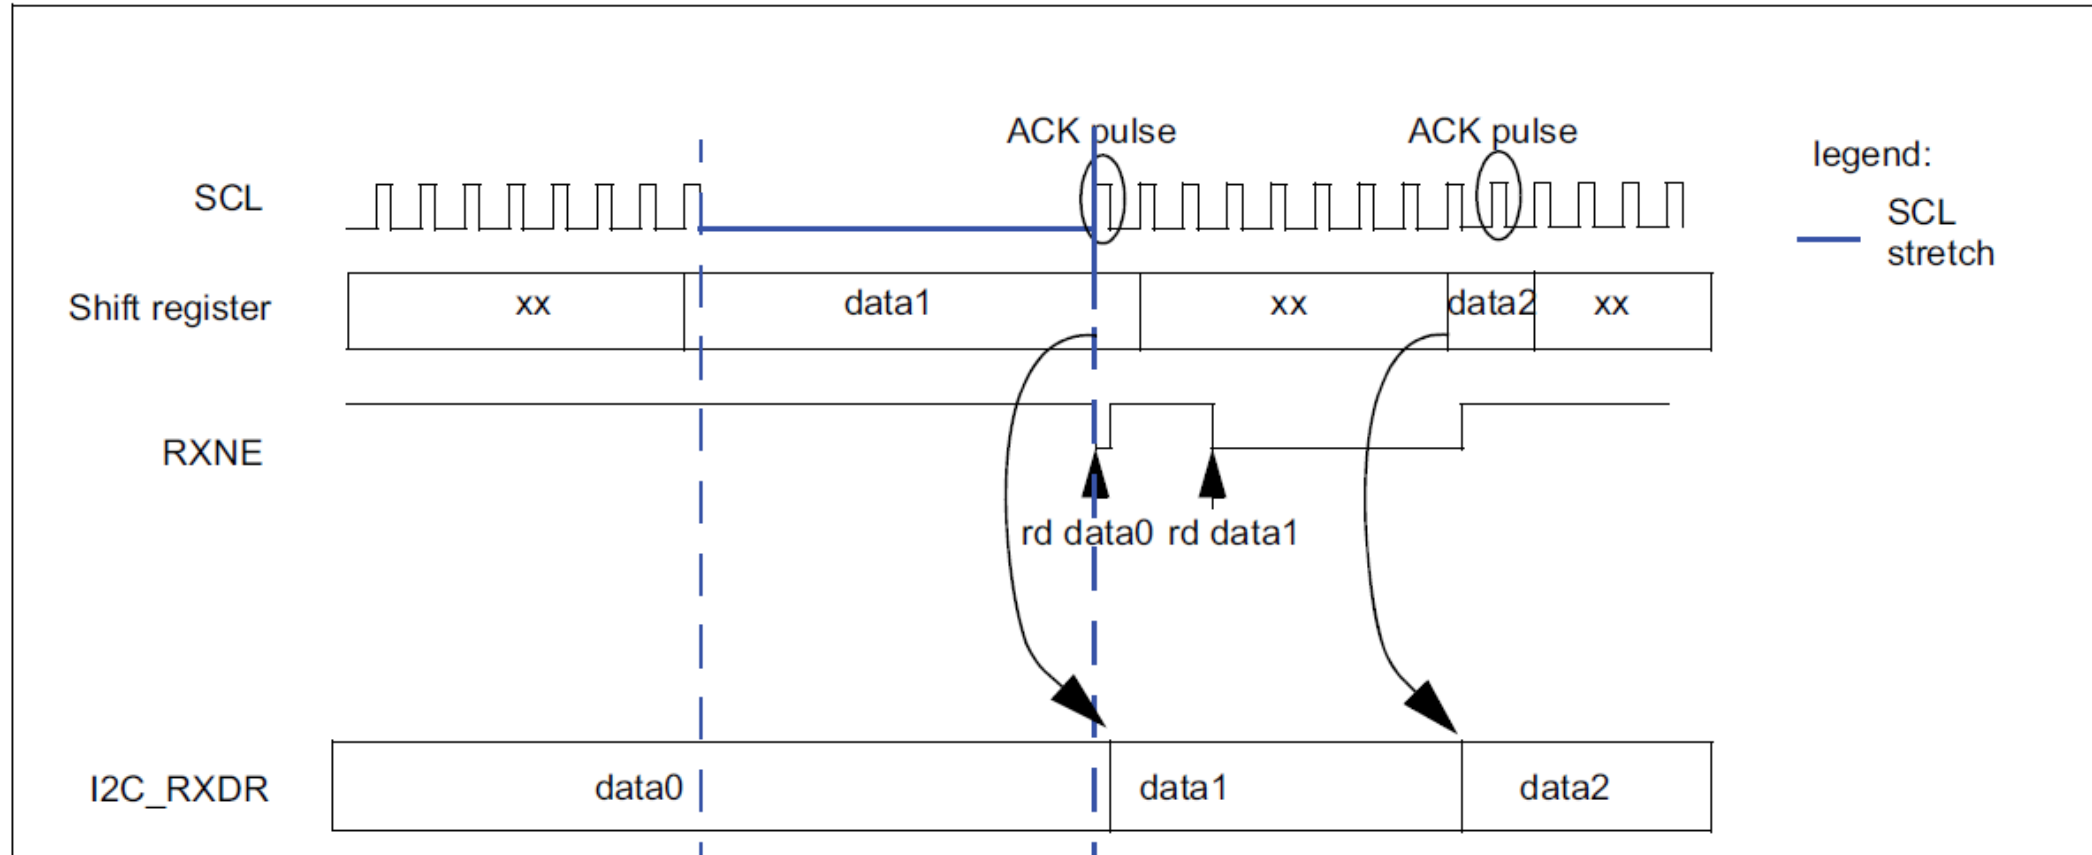 ACK pulse
ACK pulse
legend:
SCL
SCL
stretch
Shift register
xx
data1
xx
data2
xx
RXNE
rd data0
rd data1
I2C_RXDR
data0
data1
data2